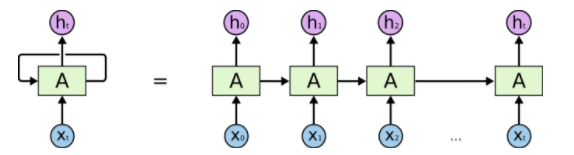 hₜ h₀ h₁ h₂ hₜ
A = A A A A
xₜ x₀ x₁ x₂ ... xₜ